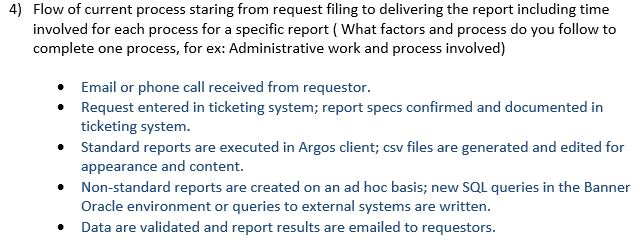 4) Flow of current process staring from request filing to delivering the report including time
involved for each process for a specific report ( What factors and process do you follow to
complete one process, for ex: Administrative work and process involved)
• Email or phone call received from requestor.
• Request entered in ticketing system; report specs confirmed and documented in
ticketing system.
• Standard reports are executed in Argos client; csv files are generated and edited for
appearance and content.
• Non-standard reports are created on an ad hoc basis; new SQL queries in the Banner
Oracle environment or queries to external systems are written.
• Data are validated and report results are emailed to requestors.